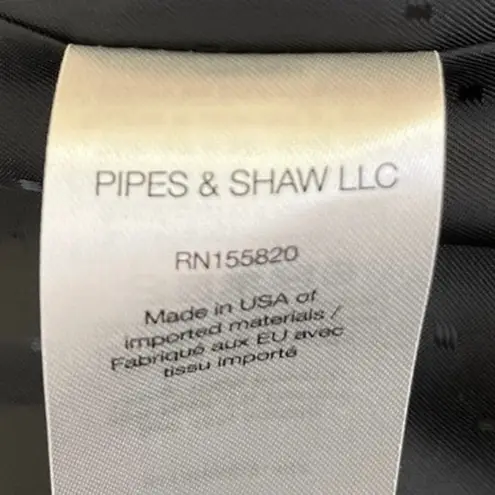 PIPES & SHAW LLC
RN155820
Made in USA of
imported materials /
Fabriqué aux EU avec
tissu importé